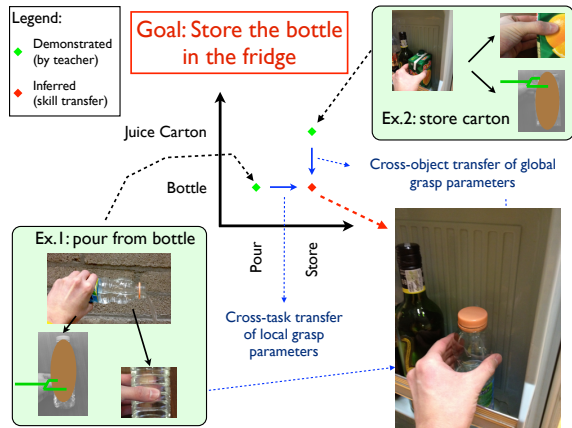 Legend:
Demonstrated
(by teacher)
Inferred
(skill transfer)
Goal: Store the bottle
in the fridge
Ex.2: store carton
Juice Carton
Bottle
Cross-object transfer of global
grasp parameters
Pour
Store
Ex.1: pour from bottle
Cross-task transfer
of local grasp
parameters